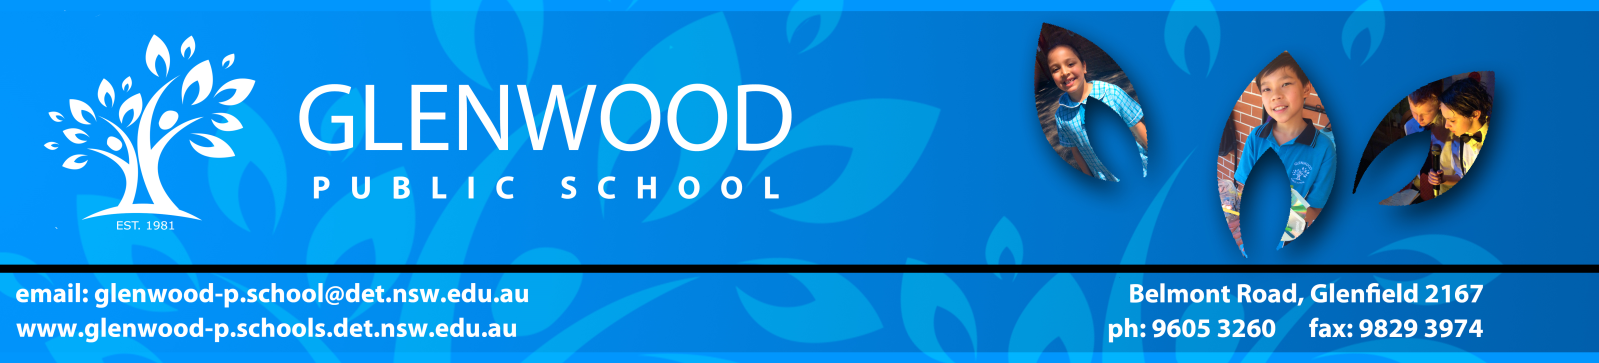 GLENWOOD
PUBLIC SCHOOL
EST. 1981
email: glenwood-p.school@det.nsw.edu.au
www.glenwood-p.schools.det.nsw.edu.au
Belmont Road, Glenfield 2167
ph: 9605 3260 fax: 9829 3974